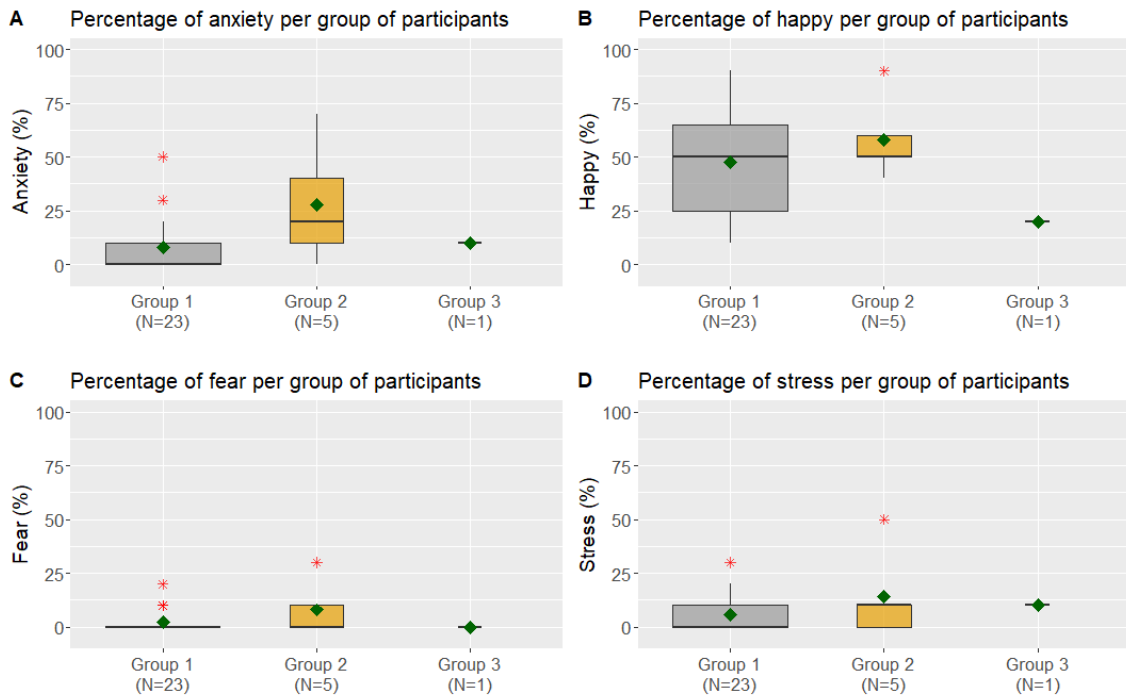 A Percentage of anxiety per group of participants
Anxiety (%)
100
75
50
25
0
Group 1
(N=23)
Group 2
(N=5)
Group 3
(N=1)
B Percentage of happy per group of participants
Happy (%)
100
75
50
25
0
Group 1
(N=23)
Group 2
(N=5)
Group 3
(N=1)
C Percentage of fear per group of participants
Fear (%)
100
75
50
25
0
Group 1
(N=23)
Group 2
(N=5)
Group 3
(N=1)
D Percentage of stress per group of participants
Stress (%)
100
75
50
25
0
Group 1
(N=23)
Group 2
(N=5)
Group 3
(N=1)